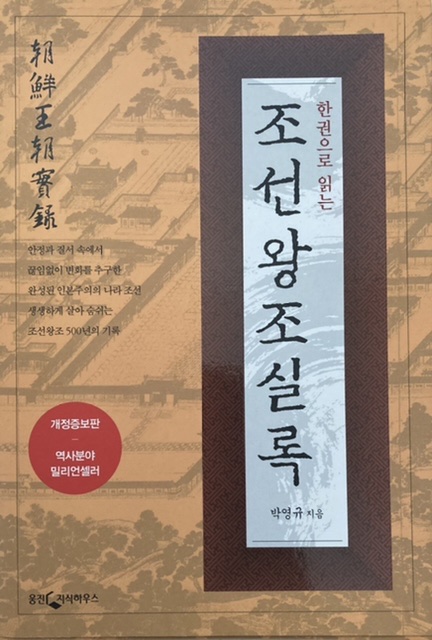 朝鮮王朝實錄
안정과 질서 속에서
끊임없이 변화를 추구한
완성된 인본주의의 나라 조선
생생하게 살아 숨쉬는
조선왕조 500년의 기록
개정증보판
역사분야
밀리언셀러
한권으로 읽는
조선왕조실록
박영규 지음
웅진 지식하우스